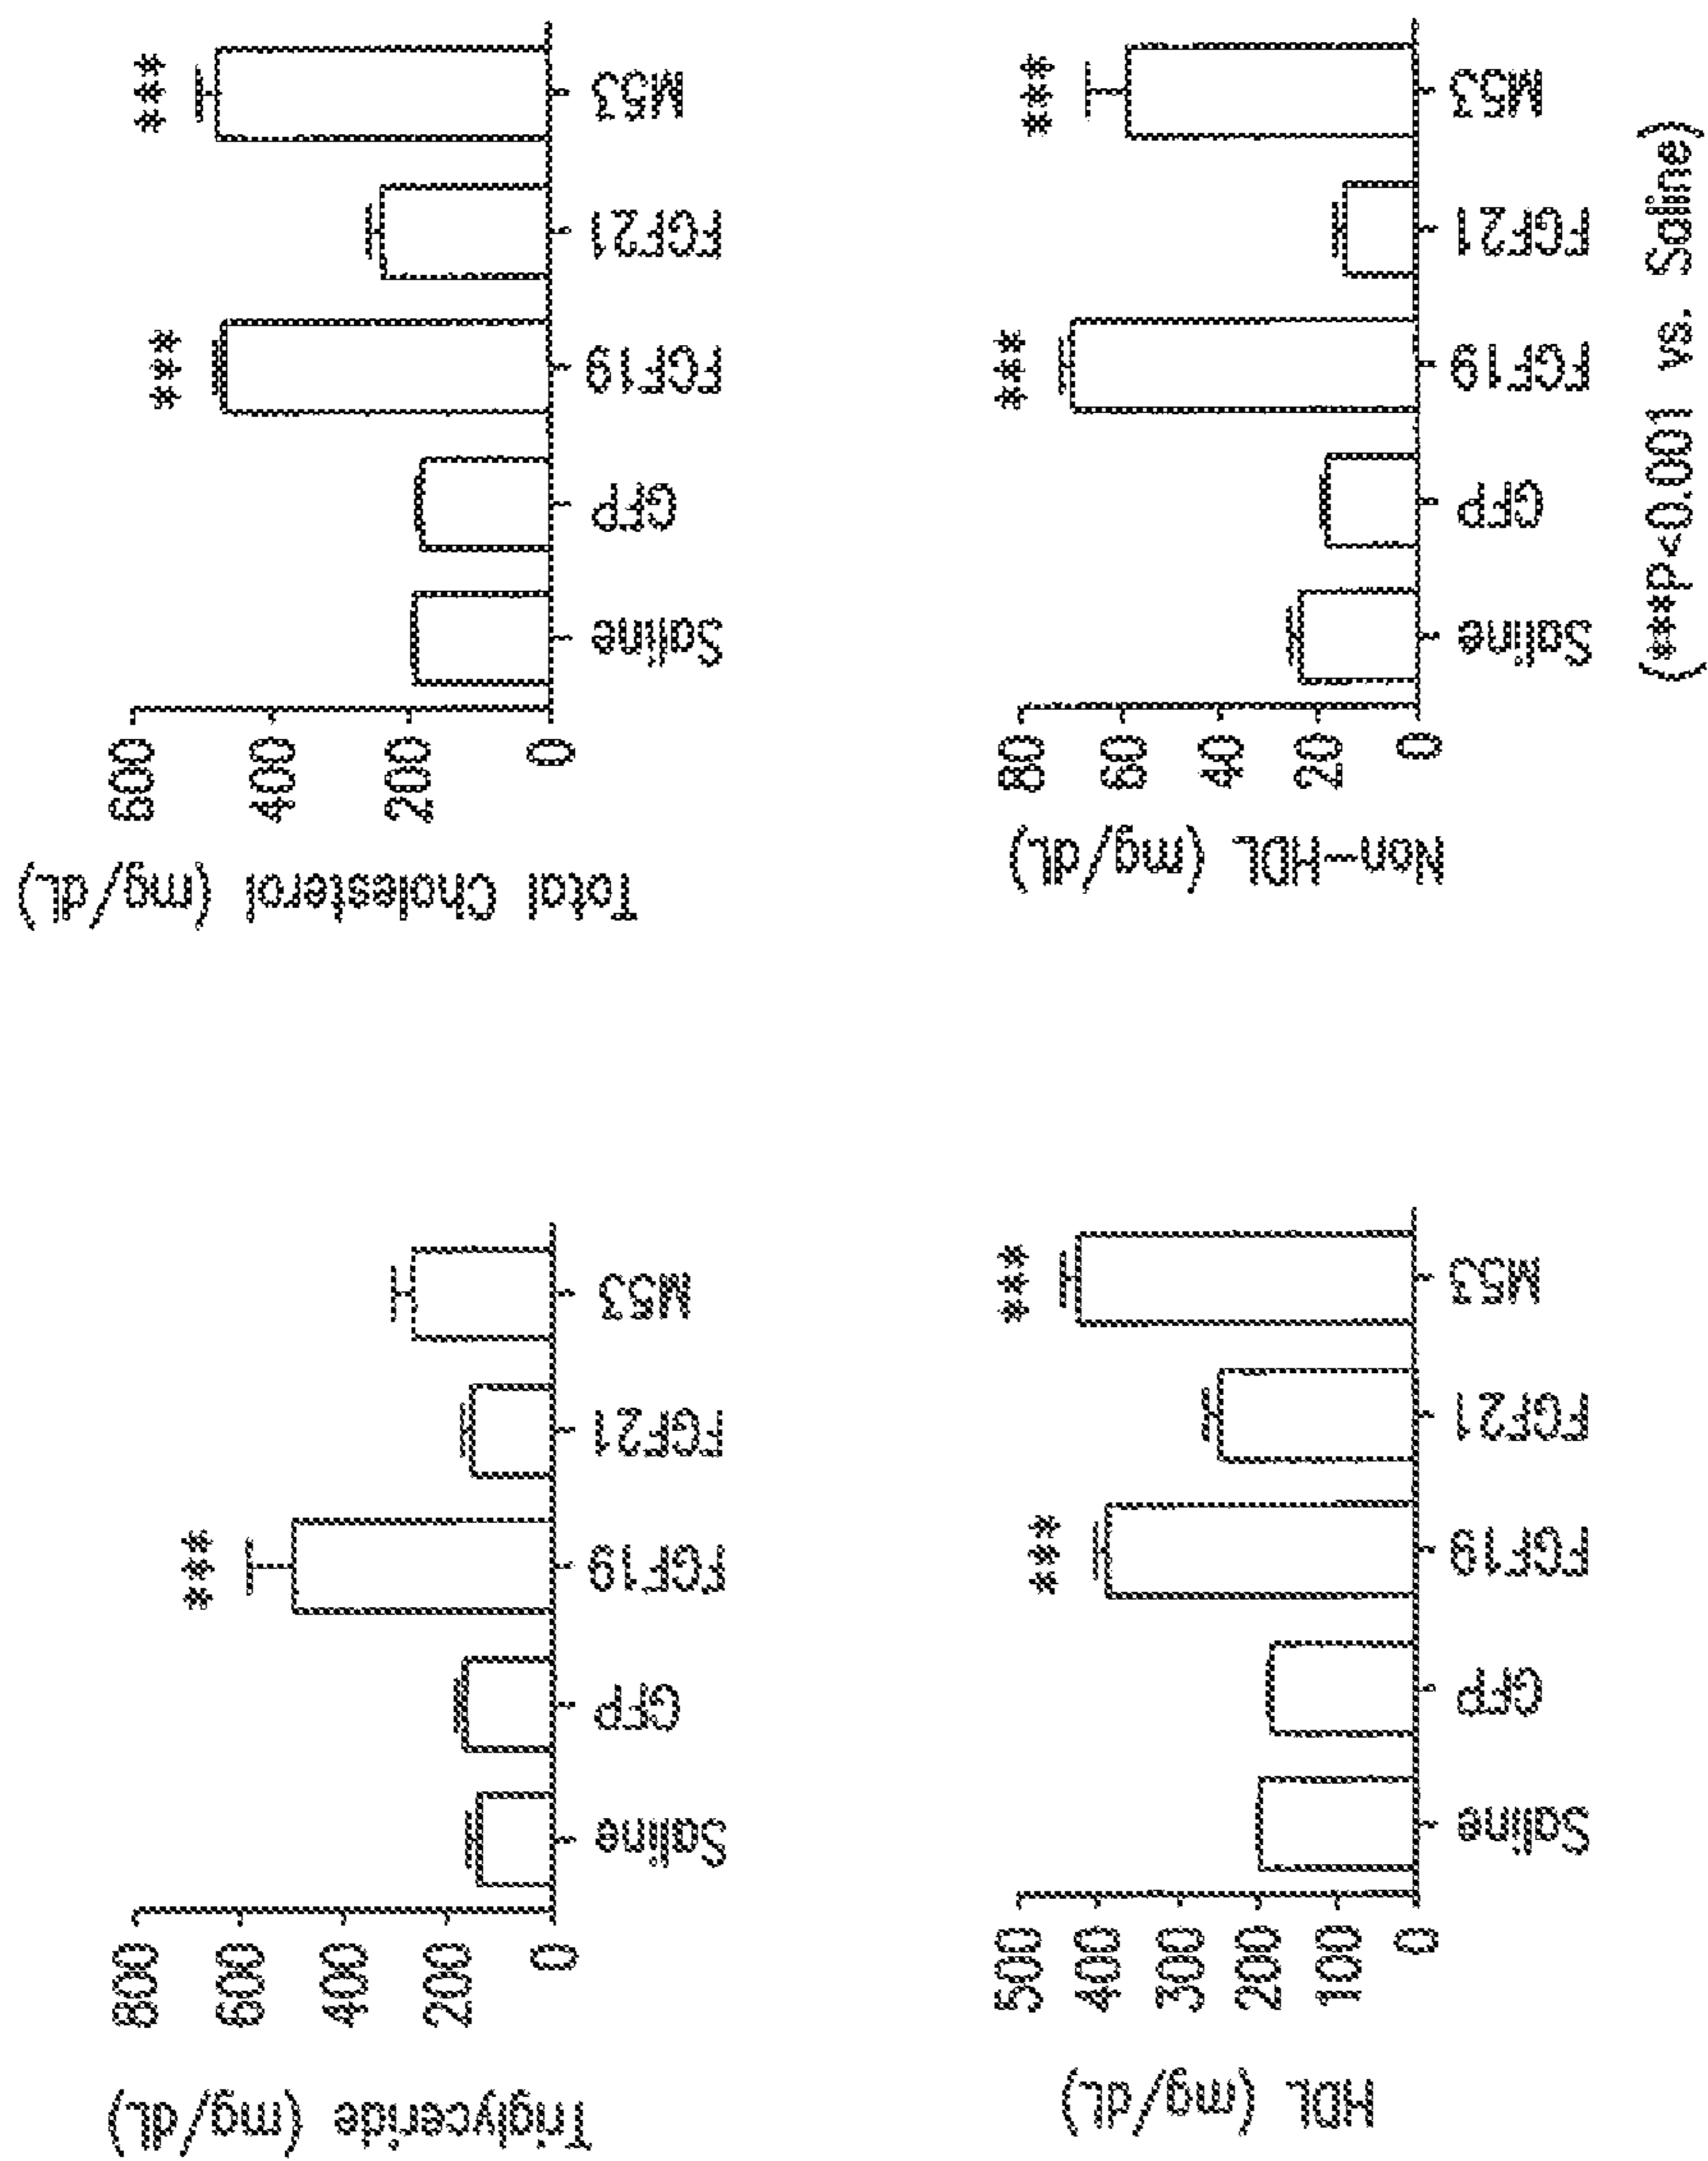 Triglyceride (mg/dL)
800
600
400
200
0
***
Saline
GFP
FGF19
FGF21
M53
Total Cholesterol (mg/dL)
600
400
200
0
***
***
Saline
GFP
FGF19
FGF21
M53
HDL (mg/dL)
500
400
300
200
100
0
***
***
Saline
GFP
FGF19
FGF21
M53
Non-HDL (mg/dL)
80
60
40
20
0
***
***
Saline
GFP
FGF19
FGF21
M53
(***P<0.001 vs. Saline)